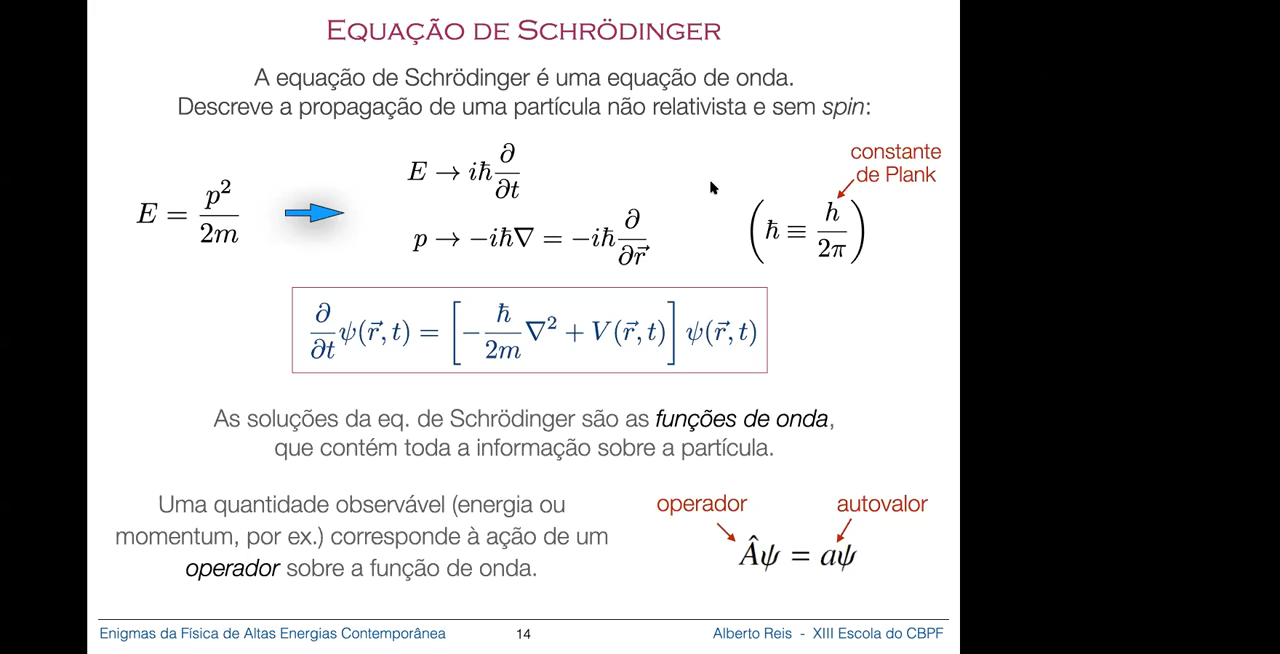 EQUAÇÃO DE SCHRÖDINGER
A equação de Schrödinger é uma equação de onda.
Descreve a propagação de uma partícula não relativista e sem spin:
constante
de Plank
E = p²/2m
E → iħ ∂/∂t
p → −iħ∇ = −iħ ∂/∂r⃗
(ħ ≡ h/2π)
∂/∂t ψ(r⃗, t) = [−ħ/2m ∇² + V(r⃗, t)] ψ(r⃗, t)
As soluções da eq. de Schrödinger são as funções de onda,
que contém toda a informação sobre a partícula.
Uma quantidade observável (energia ou
momentum, por ex.) corresponde à ação de um
operador sobre a função de onda.
operador autovalor
Âψ = aψ
Enigmas da Física de Altas Energias Contemporânea 14 Alberto Reis - XIII Escola do CBPF